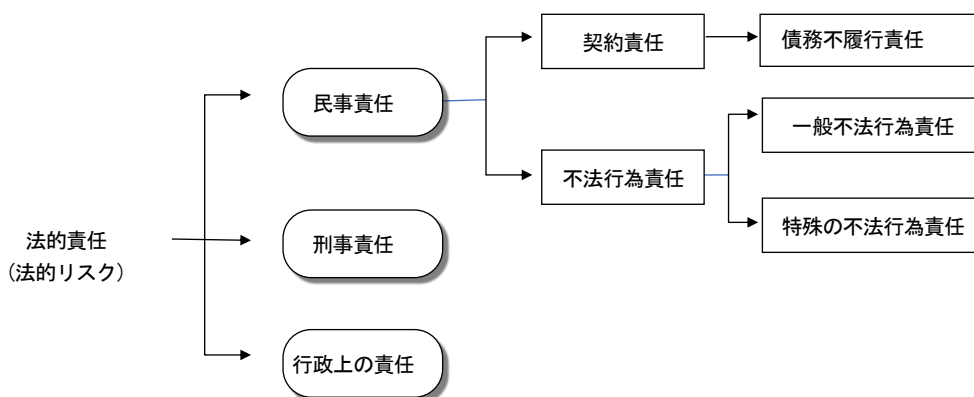 法的責任
（法的リスク）
民事責任
刑事責任
行政上の責任
契約責任
不法行為責任
債務不履行責任
一般不法行為責任
特殊の不法行為責任